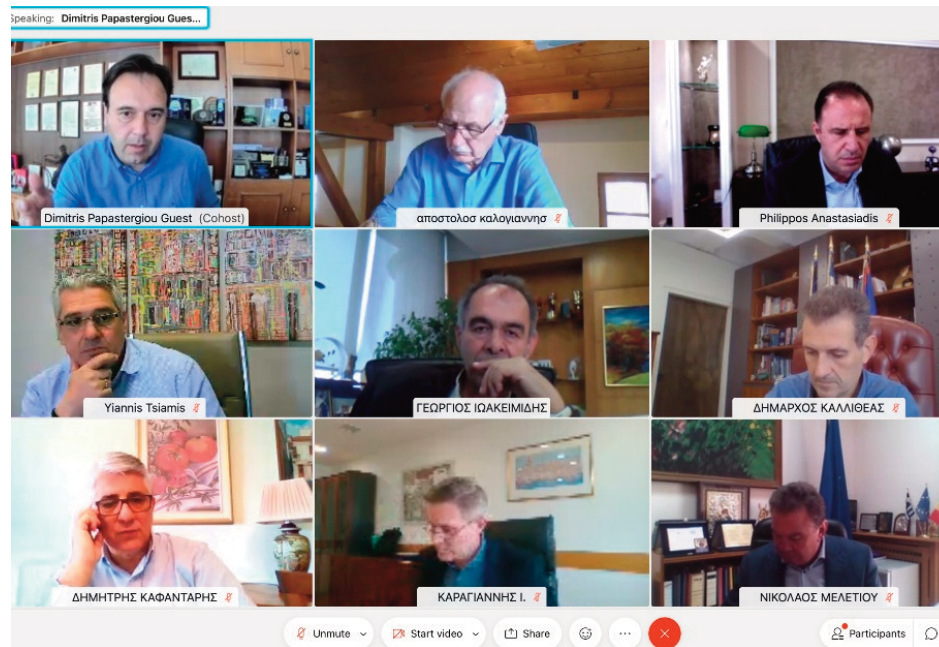 Speaking: Dimitris Papastergiou Gues...
Dimitris Papastergiou Guest (Cohost)
αποστολοσ καλογιαννησ
Philippos Anastasiadis
Yiannis Tsiamis
ΓΕΩΡΓΙΟΣ ΙΩΑΚΕΙΜΙΔΗΣ
ΔΗΜΑΡΧΟΣ ΚΑΛΛΙΘΕΑΣ
ΔΗΜΗΤΡΗΣ ΚΑΦΑΝΤΑΡΗΣ
ΚΑΡΑΓΙΑΝΝΗΣ Ι.
ΝΙΚΟΛΑΟΣ ΜΕΛΕΤΙΟΥ
Unmute
Start video
Share
Participants